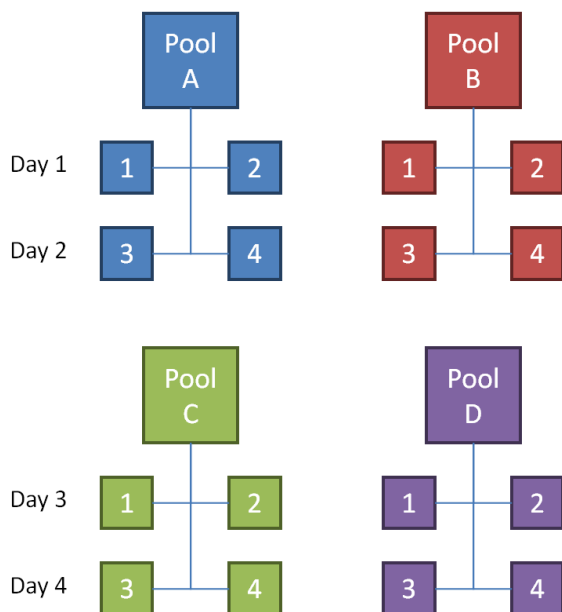 Pool
A
Pool
B
Day 1 1 2 1 2
Day 2 3 4 3 4
Pool
C
Pool
D
Day 3 1 2 1 2
Day 4 3 4 3 4